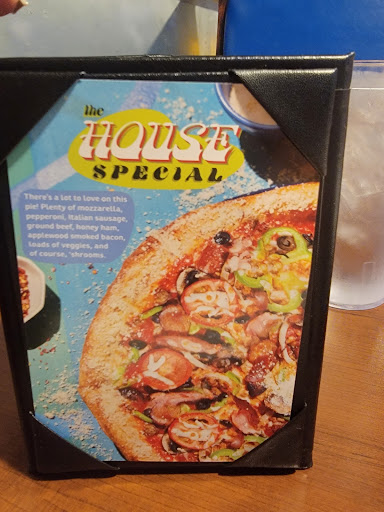 the
HOUSE
SPECIAL
There's a lot to love on this
pie! Plenty of mozzarella,
pepperoni, Italian sausage,
ground beef, honey ham,
applewood smoked bacon,
loads of veggies, and
of course, 'shrooms.